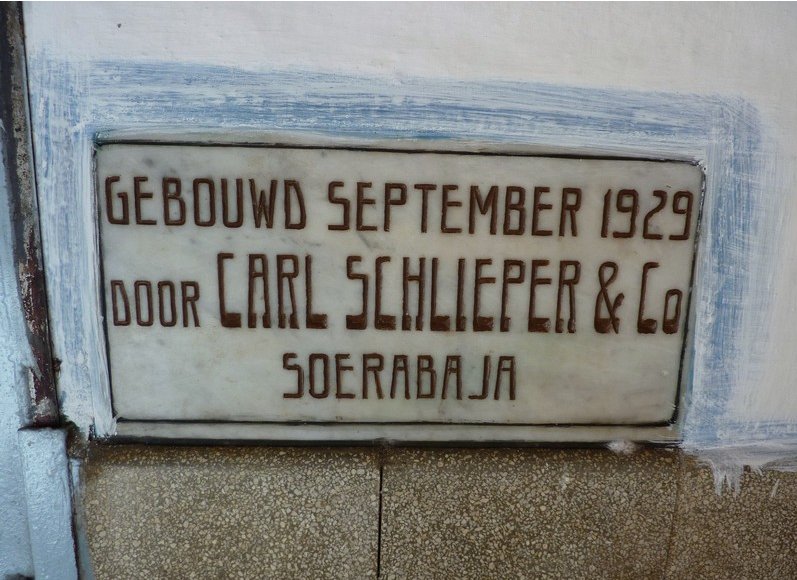 GEBOUWD SEPTEMBER 1929
DOOR CARL SCHLIEPER & Co
SOERABAJA